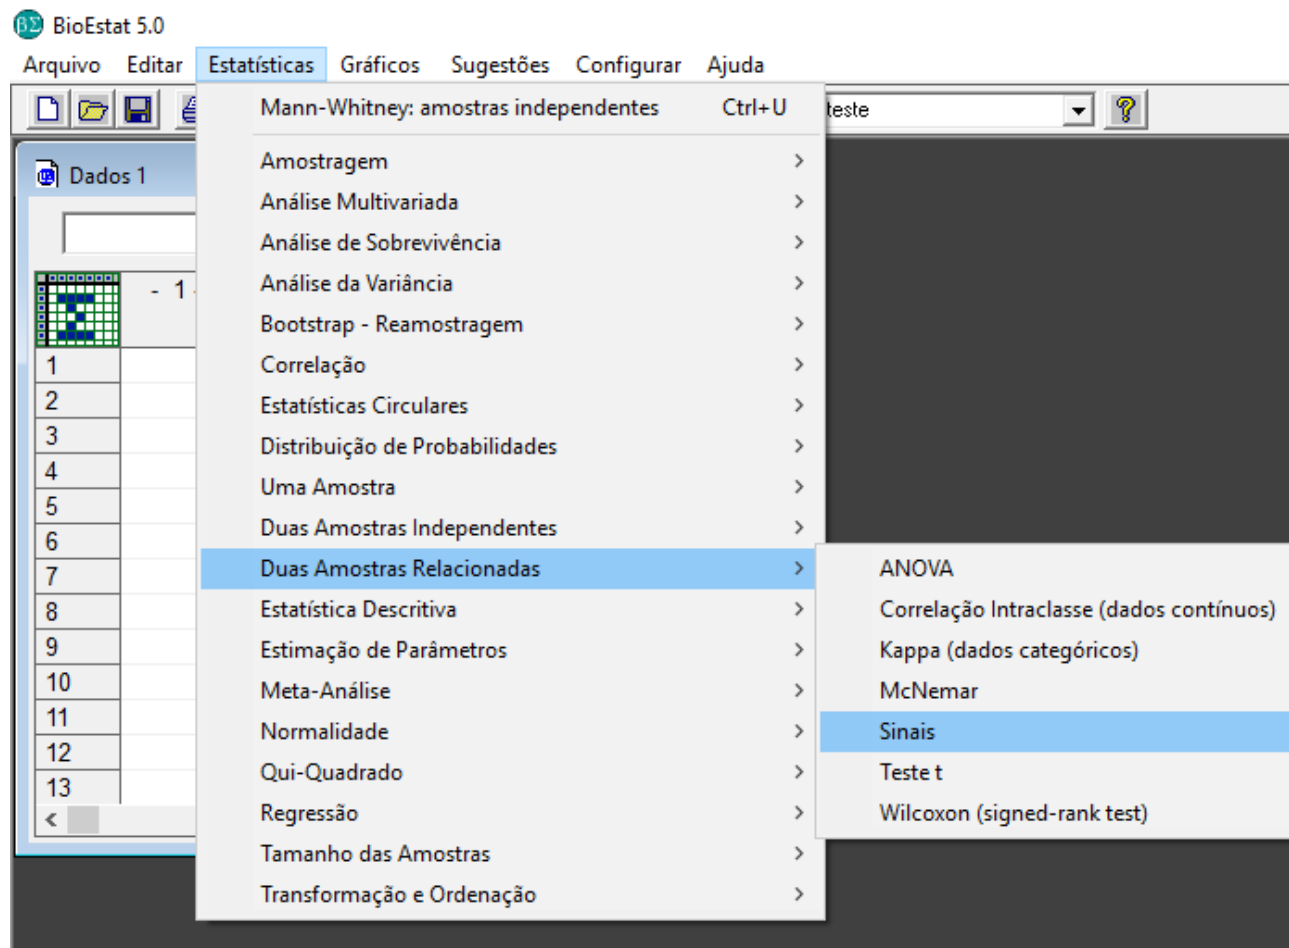 BioEstat 5.0
Arquivo Editar Estatísticas Gráficos Sugestões Configurar Ajuda
Mann-Whitney: amostras independentes Ctrl+U
teste
Dados 1
Amostragem
Análise Multivariada
Análise de Sobrevivência
Análise da Variância
- 1
Bootstrap - Reamostragem
Correlação
1
Estatísticas Circulares
2
Distribuição de Probabilidades
3
Uma Amostra
4
Duas Amostras Independentes
5
6
Duas Amostras Relacionadas
7
Estatística Descritiva
8
Estimação de Parâmetros
9
Meta-Análise
10
Normalidade
11
Qui-Quadrado
12
Regressão
13
Tamanho das Amostras
Transformação e Ordenação
ANOVA
Correlação Intraclasse (dados contínuos)
Kappa (dados categóricos)
McNemar
Sinais
Teste t
Wilcoxon (signed-rank test)